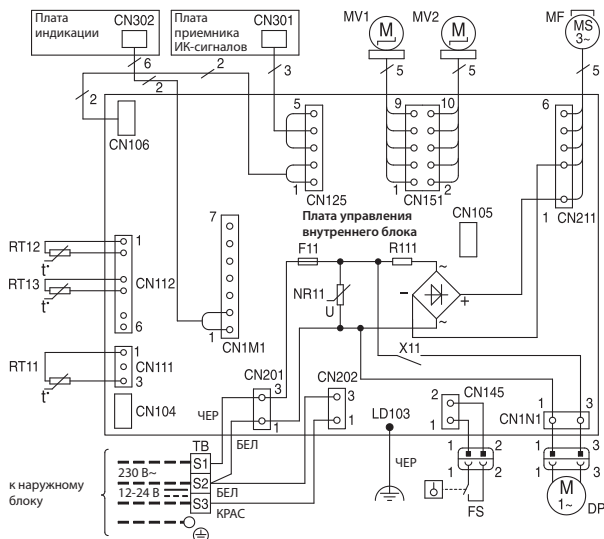 Плата индикации
CN302
Плата приемника ИК-сигналов
CN301
MV1
M
MV2
M
MF
MS
3~
6
2
2
3
5
5
5
2
CN106
5
1
CN125
9
10
1
2
CN151
6
1
CN211
Плата управления внутреннего блока
CN105
RT12
t°
RT13
t°
1
CN112
6
7
1
CN1M1
F11
R111
NR11
U
~
−
+
~
X11
RT11
t°
1
CN111
3
CN104
CN201
3
1
CN202
3
1
CN145
2
1
LD103
CN1N1
1
3
ЧЕР
БЕЛ
ЧЕР
TB
S1
S2
S3
к наружному блоку
230 В~
12-24 В
БЕЛ
КРАС
1
2
1
2
FS
1
3
1
3
M
1~
DP